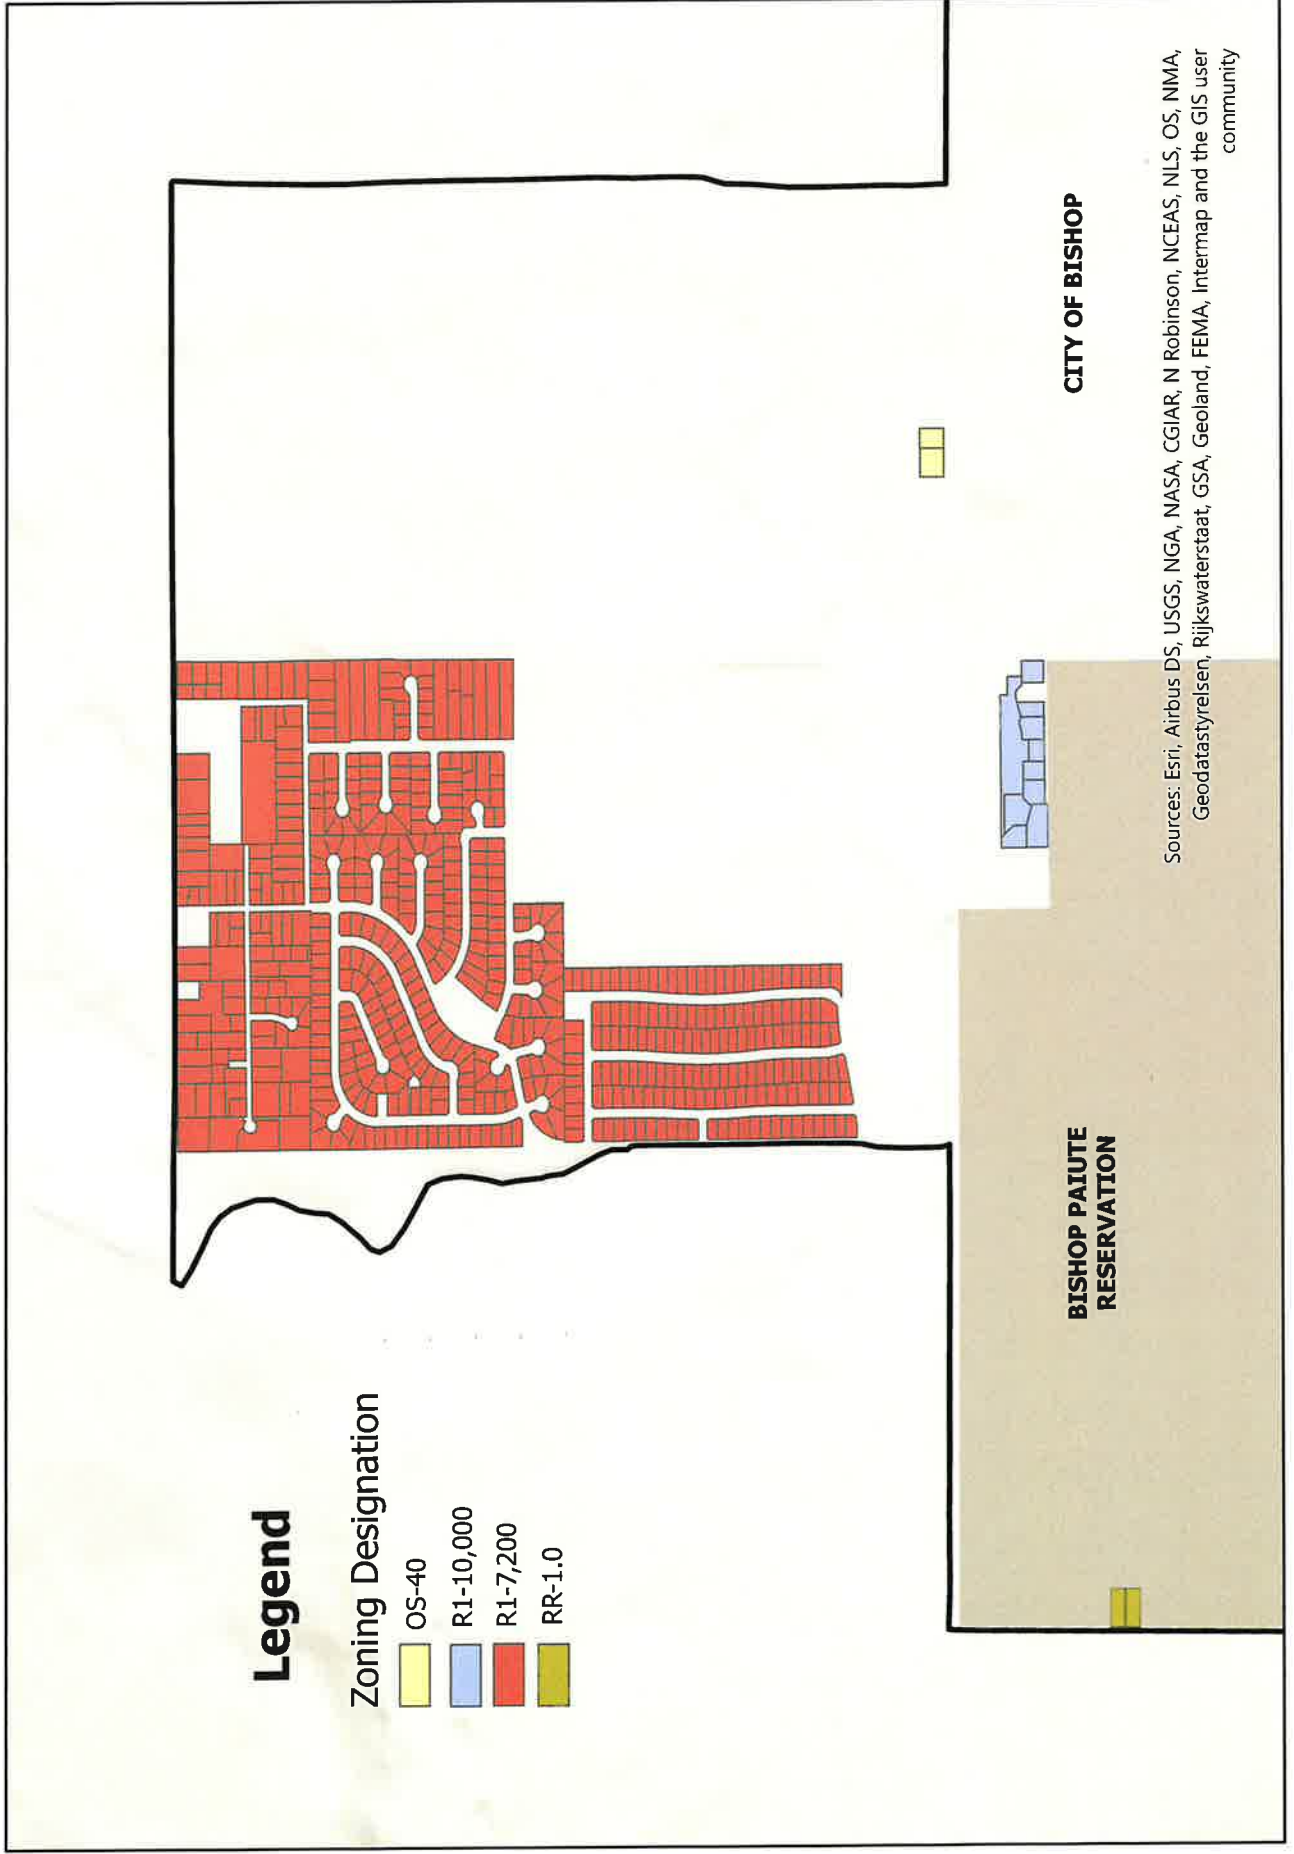 Legend
Zoning Designation
OS-40
R1-10,000
R1-7,200
RR-1.0
BISHOP PAIUTE
RESERVATION
CITY OF BISHOP
Sources: Esri, Airbus DS, USGS, NGA, NASA, CGIAR, N Robinson, NCEAS, NLS, OS, NMA,
Geodatastyrelsen, Rijkswaterstaat, GSA, Geoland, FEMA, Intermap and the GIS user
community